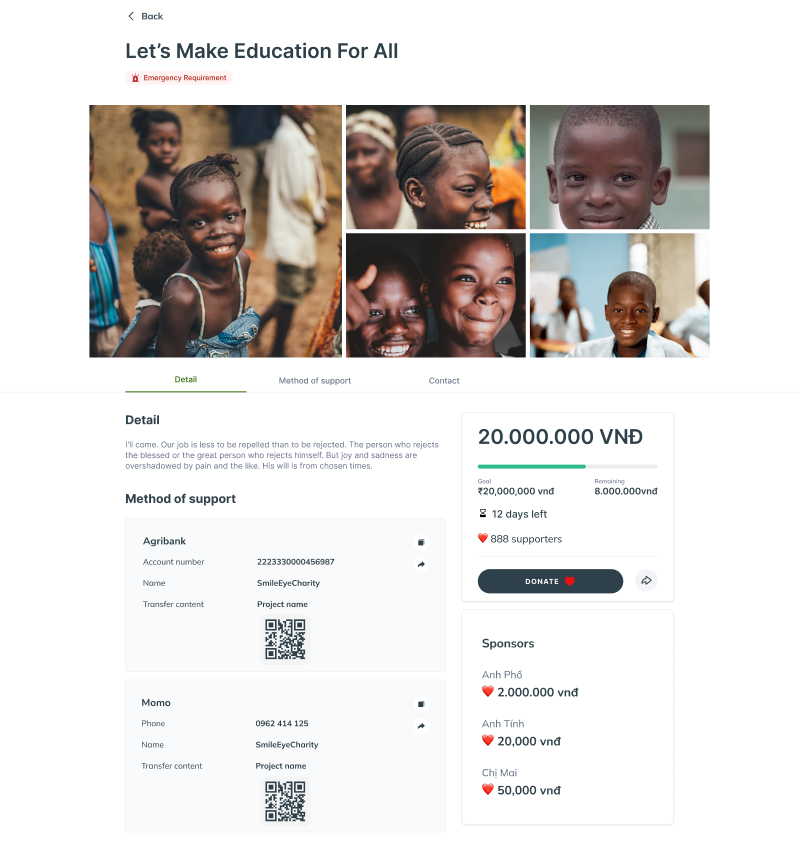 Back
Let’s Make Education For All
Emergency Requirement
Detail
Method of support
Contact
Detail
I'll come. Our job is less to be repelled than to be rejected. The person who rejects
the blessed or the great person who rejects himself. But joy and sadness are
overshadowed by pain and the like. His will is from chosen times.
Method of support
Agribank
Account number 2223330000456987
Name SmileEyeCharity
Transfer content Project name
Momo
Phone 0962 414 125
Name SmileEyeCharity
Transfer content Project name
20.000.000 VNĐ
Goal Remaining
₹20,000,000 vnđ 8.000.000vnđ
12 days left
888 supporters
DONATE
Sponsors
Anh Phố
2.000.000 vnđ
Anh Tính
20,000 vnđ
Chị Mai
50,000 vnđ